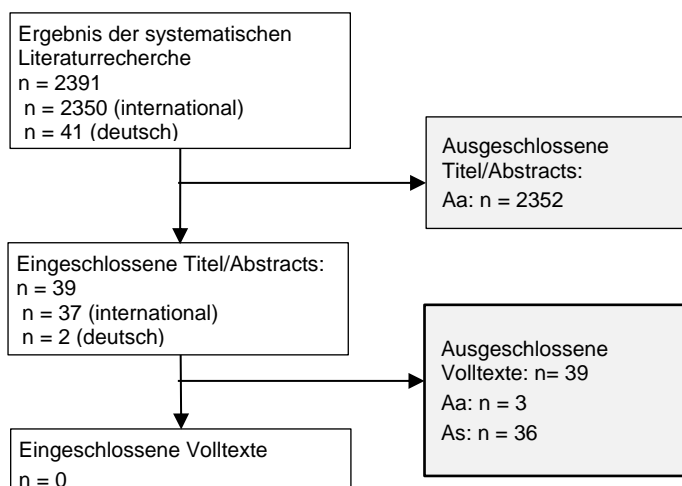 Ergebnis der systematischen
Literaturrecherche
n = 2391
n = 2350 (international)
n = 41 (deutsch)
Ausgeschlossene
Titel/Abstracts:
Aa: n = 2352
Eingeschlossene Titel/Abstracts:
n = 39
n = 37 (international)
n = 2 (deutsch)
Ausgeschlossene
Volltexte: n= 39
Aa: n = 3
As: n = 36
Eingeschlossene Volltexte
n = 0